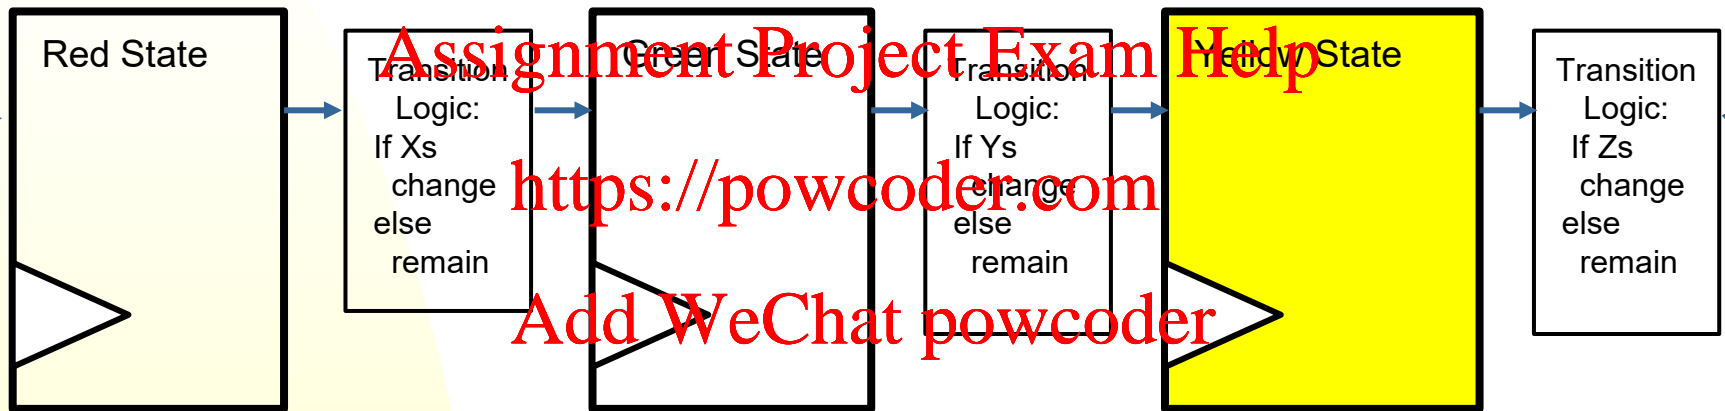 Red State
Transition
Logic:
If Xs
change
else
remain
Green State
Transition
Logic:
If Ys
change
else
remain
Yellow State
Transition
Logic:
If Zs
change
else
remain
Assignment Project Exam Help
https://powcoder.com
Add WeChat powcoder